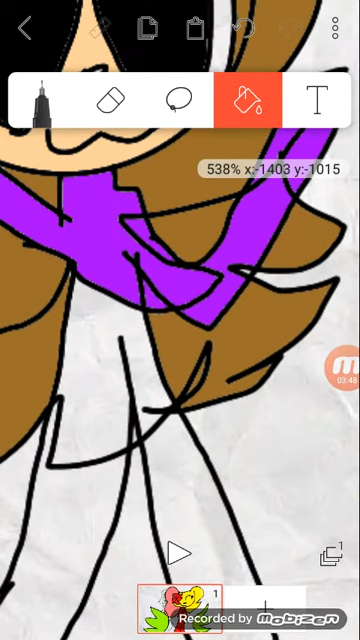 T
538% x:-1403 y:-1015
03:48
1
1
+
Recorded by mobizen